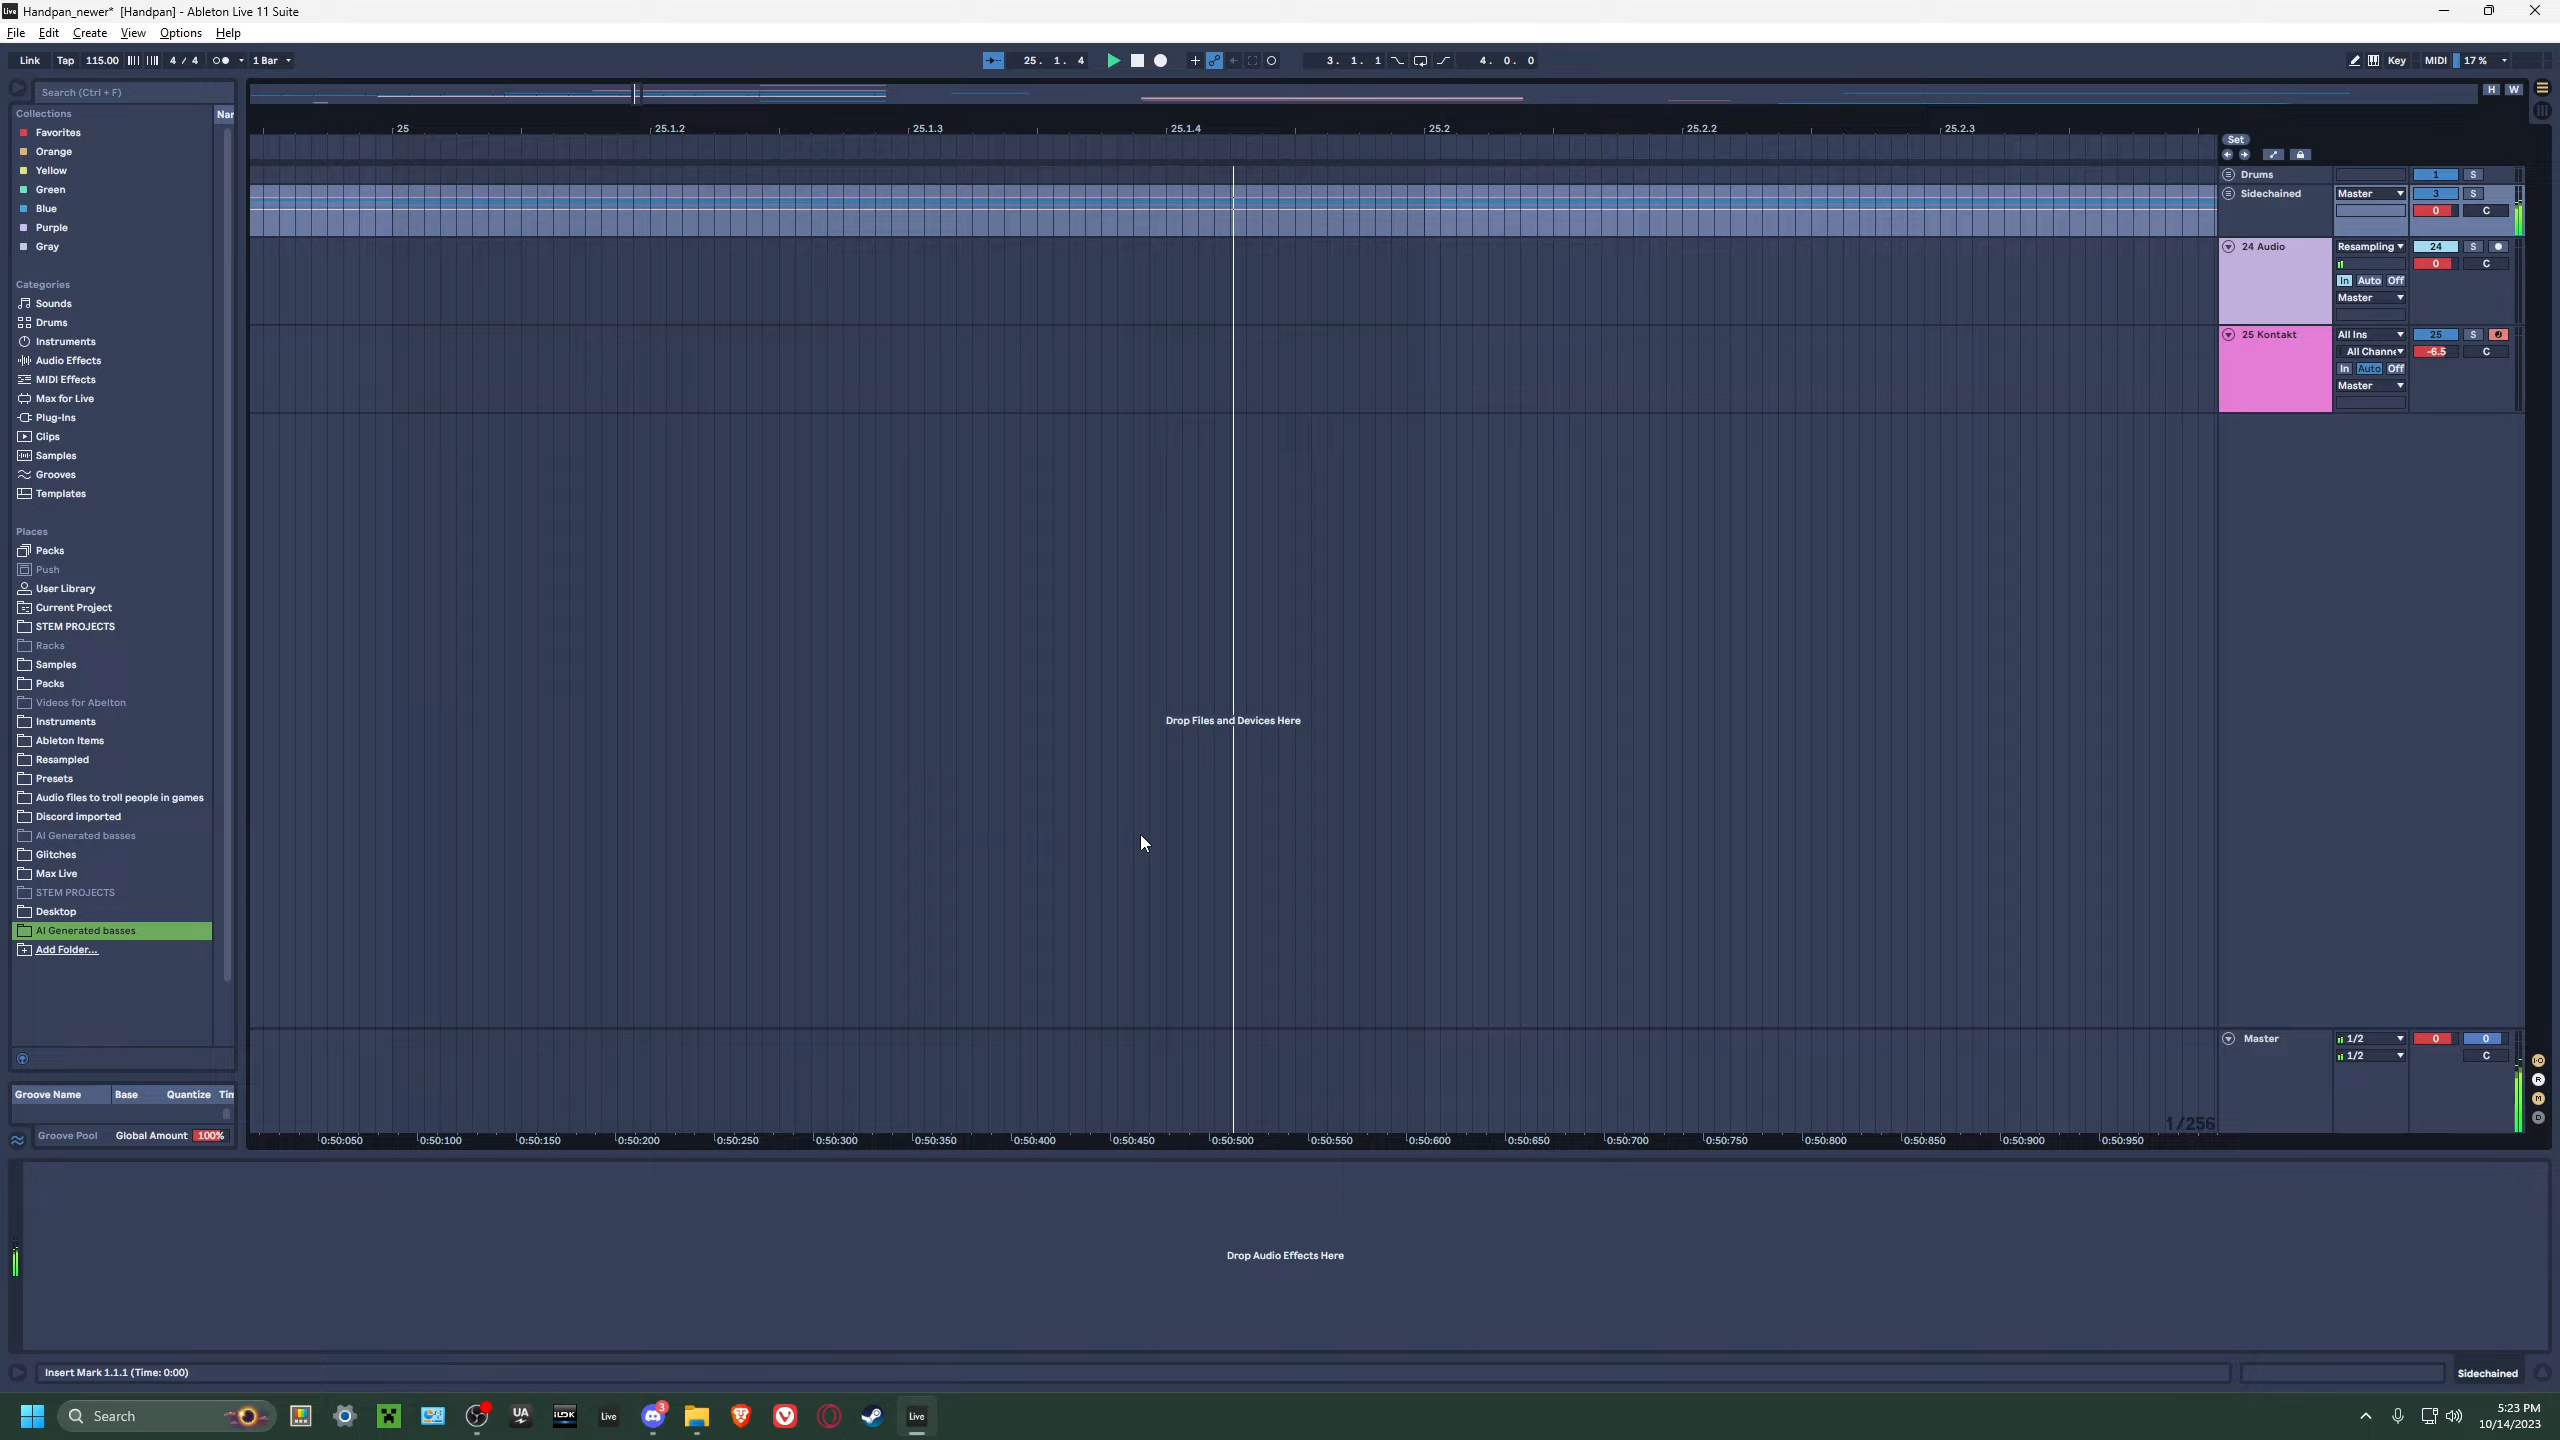 Handpan_newer* [Handpan] - Ableton Live 11 Suite
File Edit Create View Options Help
Link Tap 115.00 4 / 4 1 Bar 25. 1. 4 3. 1. 1 4. 0. 0 Key MIDI 17 %
Search (Ctrl + F)
H W
Collections Nar
25 25.1.2 25.1.3 25.1.4 25.2 25.2.2 25.2.3
Favorites
Orange
Yellow
Green
Blue
Purple
Gray
Categories
Sounds
Drums
Instruments
Audio Effects
MIDI Effects
Max for Live
Plug-Ins
Clips
Samples
Grooves
Templates
Places
Packs
Push
User Library
Current Project
STEM PROJECTS
Racks
Samples
Packs
Videos for Abelton
Instruments
Ableton Items
Resampled
Presets
Audio files to troll people in games
Discord imported
AI Generated basses
Glitches
Max Live
STEM PROJECTS
Desktop
AI Generated basses
Add Folder...
Set
Drums 1 S
Sidechained Master 3 S
0 C
24 Audio Resampling 24 S
0 C
In Auto Off
Master
25 Kontakt All Ins 25 S
All Channe -6.5 C
In Auto Off
Master
Drop Files and Devices Here
Master 1/2 0 0
1/2 C
R
M
D
1/256
0:50:050 0:50:100 0:50:150 0:50:200 0:50:250 0:50:300 0:50:350 0:50:400 0:50:450 0:50:500 0:50:550 0:50:600 0:50:650 0:50:700 0:50:750 0:50:800 0:50:850 0:50:900 0:50:950
Groove Name Base Quantize Tin
Groove Pool Global Amount 100%
Drop Audio Effects Here
Insert Mark 1.1.1 (Time: 0:00)
Sidechained
Search
UA
iLOK
Live
3
Live
5:23 PM
10/14/2023